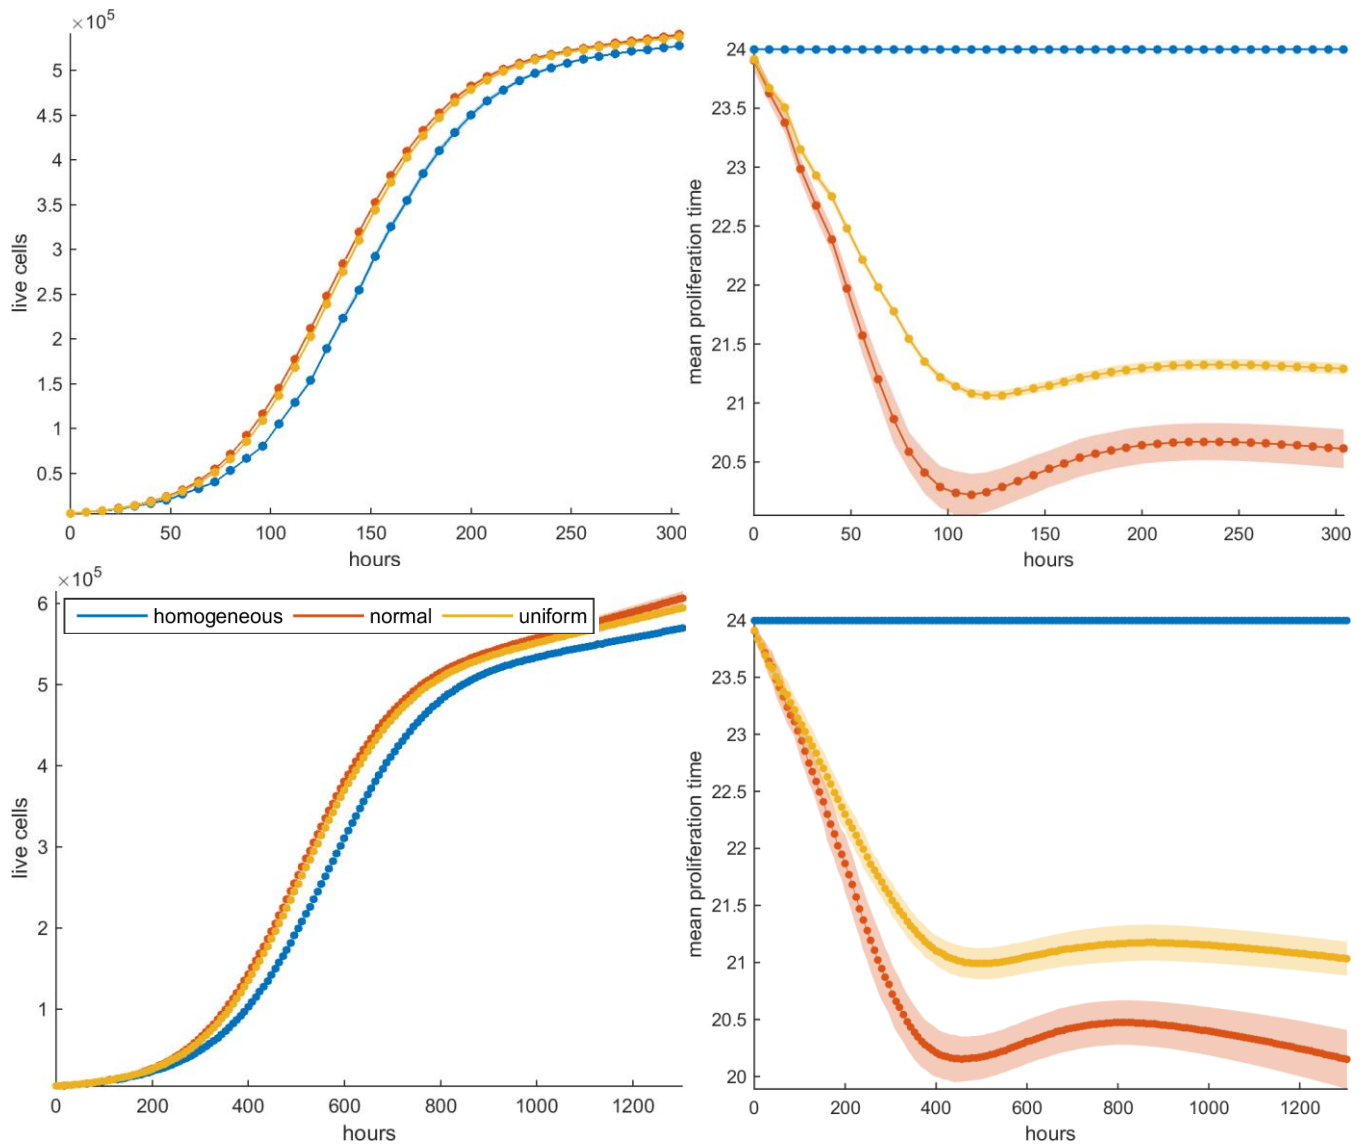 ×10⁵
live cells
5
4.5
4
3.5
3
2.5
2
1.5
1
0.5
0 50 100 150 200 250 300
hours
mean proliferation time
24
23.5
23
22.5
22
21.5
21
20.5
0 50 100 150 200 250 300
hours
×10⁵
homogeneous normal uniform
live cells
6
5
4
3
2
1
0 200 400 600 800 1000 1200
hours
mean proliferation time
24
23.5
23
22.5
22
21.5
21
20.5
20
0 200 400 600 800 1000 1200
hours